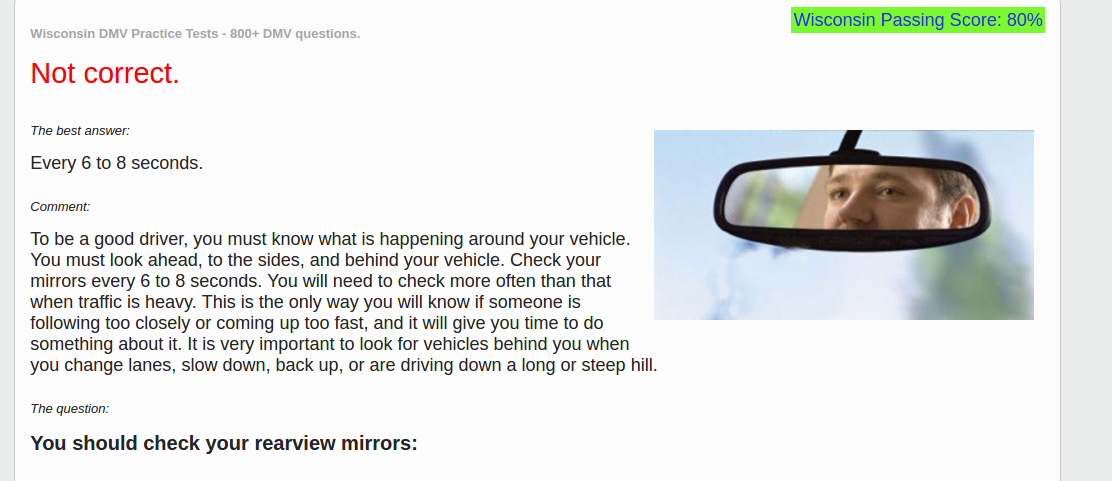 Wisconsin Passing Score: 80%
Wisconsin DMV Practice Tests - 800+ DMV questions.
Not correct.
The best answer:
Every 6 to 8 seconds.
Comment:
To be a good driver, you must know what is happening around your vehicle.
You must look ahead, to the sides, and behind your vehicle. Check your
mirrors every 6 to 8 seconds. You will need to check more often than that
when traffic is heavy. This is the only way you will know if someone is
following too closely or coming up too fast, and it will give you time to do
something about it. It is very important to look for vehicles behind you when
you change lanes, slow down, back up, or are driving down a long or steep hill.
The question:
You should check your rearview mirrors: